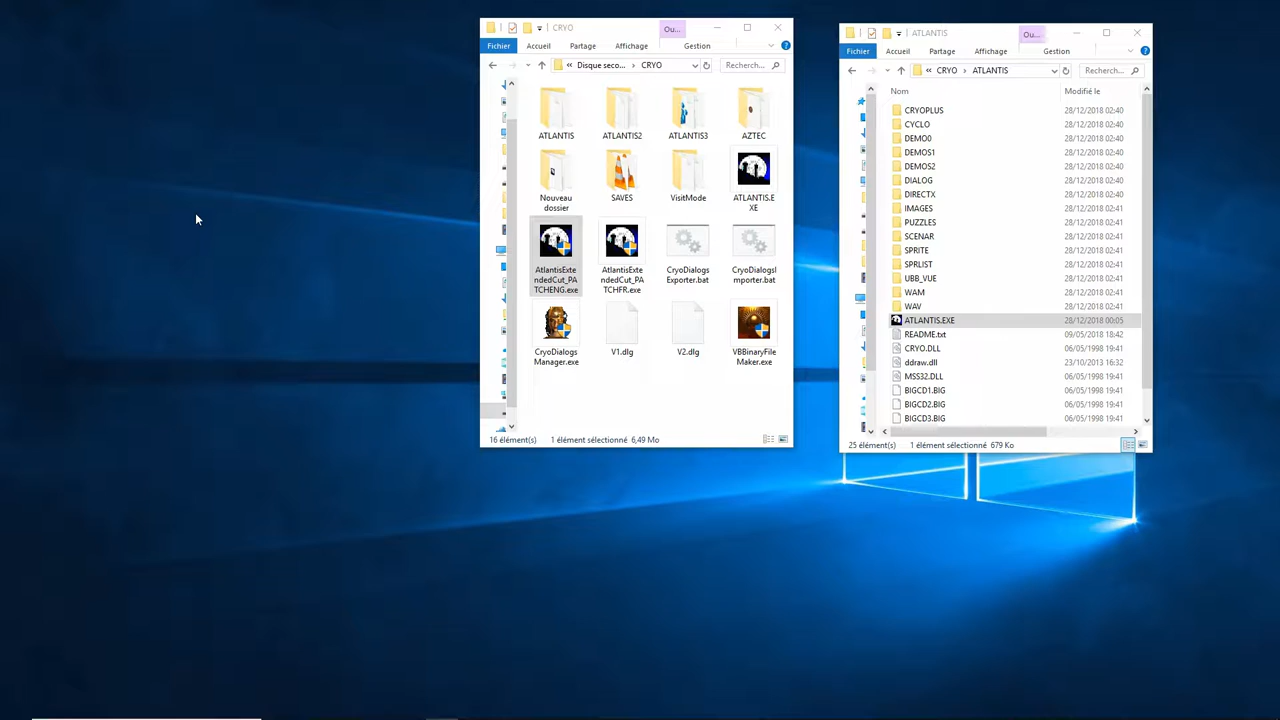 CRYO
Ou...
Fichier Accueil Partage Affichage Gestion
« Disque seco... › CRYO Recherch...
ATLANTIS ATLANTIS2 ATLANTIS3 AZTEC
Nouveau dossier SAVES VisitMode ATLANTIS.EXE
AtlantisExtendedCut_PATCHENG.exe AtlantisExtendedCut_PATCHFR.exe CryoDialogsExporter.bat CryoDialogsImporter.bat
CryoDialogsManager.exe V1.dlg V2.dlg VBBinaryFileMaker.exe
16 élément(s) 1 élément sélectionné 6,49 Mo
ATLANTIS
Ou...
Fichier Accueil Partage Affichage Gestion
« CRYO › ATLANTIS Recherch...
Nom Modifié le
CRYOPLUS 28/12/2018 02:40
CYCLO 28/12/2018 02:40
DEMO0 28/12/2018 02:40
DEMOS1 28/12/2018 02:40
DEMOS2 28/12/2018 02:40
DIALOG 28/12/2018 02:40
DIRECTX 28/12/2018 02:40
IMAGES 28/12/2018 02:40
PUZZLES 28/12/2018 02:41
SCENAR 28/12/2018 02:41
SPRITE 28/12/2018 02:41
SPRLIST 28/12/2018 02:41
UBB_VUE 28/12/2018 02:41
WAM 28/12/2018 02:41
WAV 28/12/2018 02:41
ATLANTIS.EXE 28/12/2018 00:05
README.txt 09/05/2018 18:42
CRYO.DLL 06/05/1998 19:41
ddraw.dll 23/10/2013 16:32
MSS32.DLL 06/05/1998 19:41
BIGCD1.BIG 06/05/1998 19:41
BIGCD2.BIG 06/05/1998 19:41
BIGCD3.BIG 06/05/1998 19:41
25 élément(s) 1 élément sélectionné 679 Ko